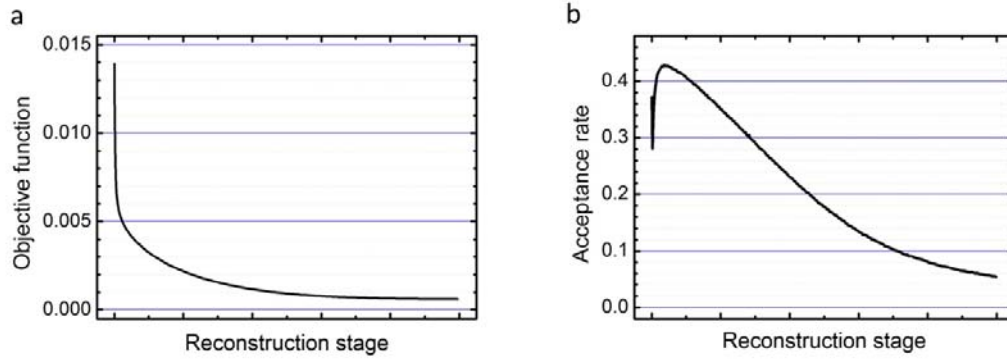 a
0.015
0.010
0.005
0.000
Objective function
Reconstruction stage
b
0.4
0.3
0.2
0.1
0.0
Acceptance rate
Reconstruction stage